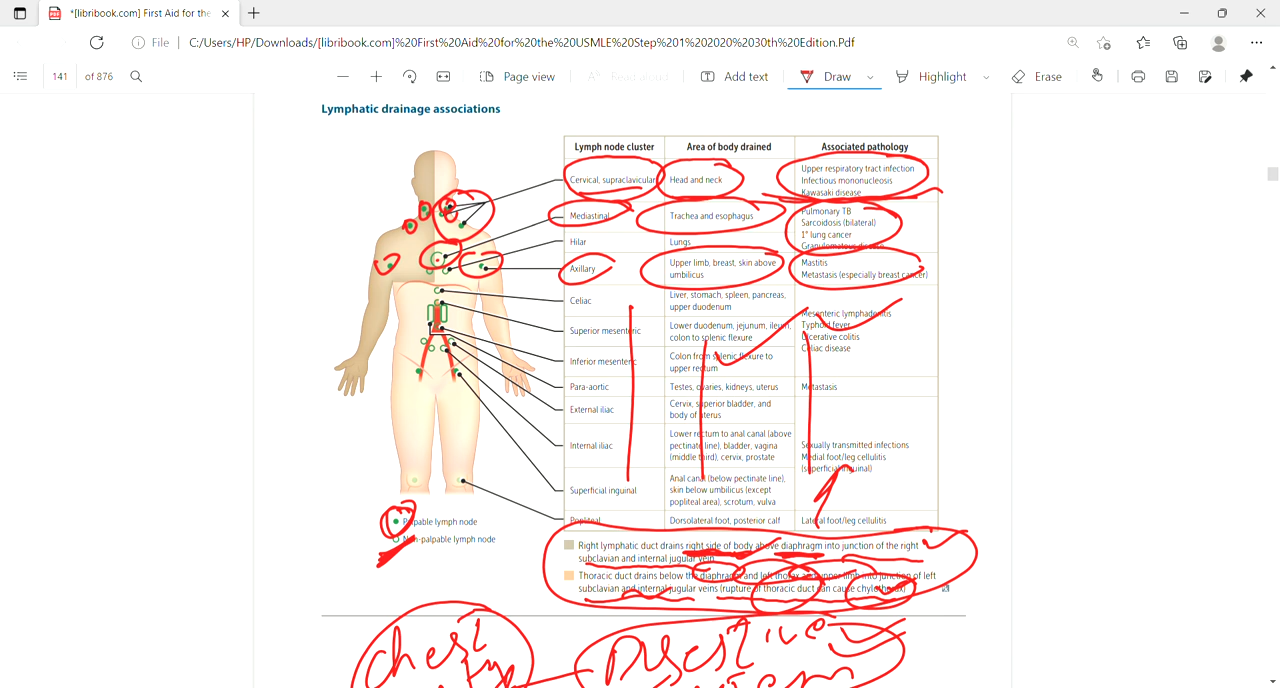 *[libribook.com] First Aid for the
File
C:/Users/HP/Downloads/[libribook.com]%20First%20Aid%20for%20the%20USMLE%20Step%201%202020%2030th%20Edition.Pdf
141 of 876
Page view
Read aloud
Add text
Draw
Highlight
Erase
Lymphatic drainage associations
Lymph node cluster Area of body drained Associated pathology
Cervical, supraclavicular Head and neck Upper respiratory tract infection
Infectious mononucleosis
Kawasaki disease
Mediastinal Trachea and esophagus Pulmonary TB
Sarcoidosis (bilateral)
1° lung cancer
Granulomatous disease
Hilar Lungs
Axillary Upper limb, breast, skin above
umbilicus
Mastitis
Metastasis (especially breast cancer)
Celiac Liver, stomach, spleen, pancreas,
upper duodenum
Mesenteric lymphadenitis
Typhoid fever
Ulcerative colitis
Celiac disease
Superior mesenteric Lower duodenum, jejunum, ileum,
colon to splenic flexure
Inferior mesenteric Colon from splenic flexure to
upper rectum
Para-aortic Testes, ovaries, kidneys, uterus Metastasis
External iliac Cervix, superior bladder, and
body of uterus
Internal iliac Lower rectum to anal canal (above
pectinate line), bladder, vagina
(middle third), cervix, prostate
Sexually transmitted infections
Medial foot/leg cellulitis
(superficial inguinal)
Superficial inguinal Anal canal (below pectinate line),
skin below umbilicus (except
popliteal area), scrotum, vulva
Popliteal Dorsolateral foot, posterior calf Lateral foot/leg cellulitis
Palpable lymph node
Non-palpable lymph node
Right lymphatic duct drains right side of body above diaphragm into junction of the right
subclavian and internal jugular vein
Thoracic duct drains below the diaphragm and left thorax and upper limb into junction of left
subclavian and internal jugular veins (rupture of thoracic duct can cause chylothorax)